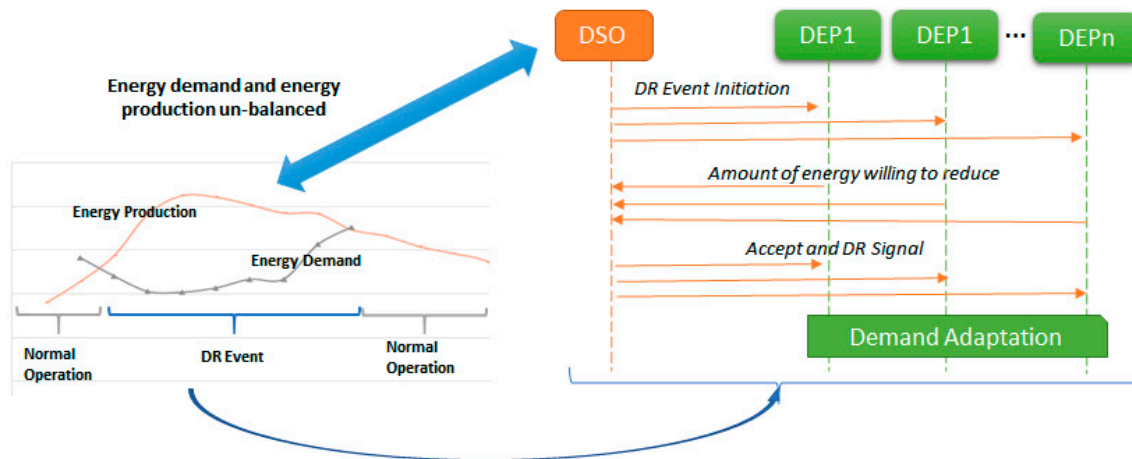 DSO
DEP1
DEP1
...
DEPn
Energy demand and energy
production un-balanced
DR Event Initiation
Amount of energy willing to reduce
Accept and DR Signal
Demand Adaptation
Energy Production
Energy Demand
Normal
Operation
DR Event
Normal
Operation